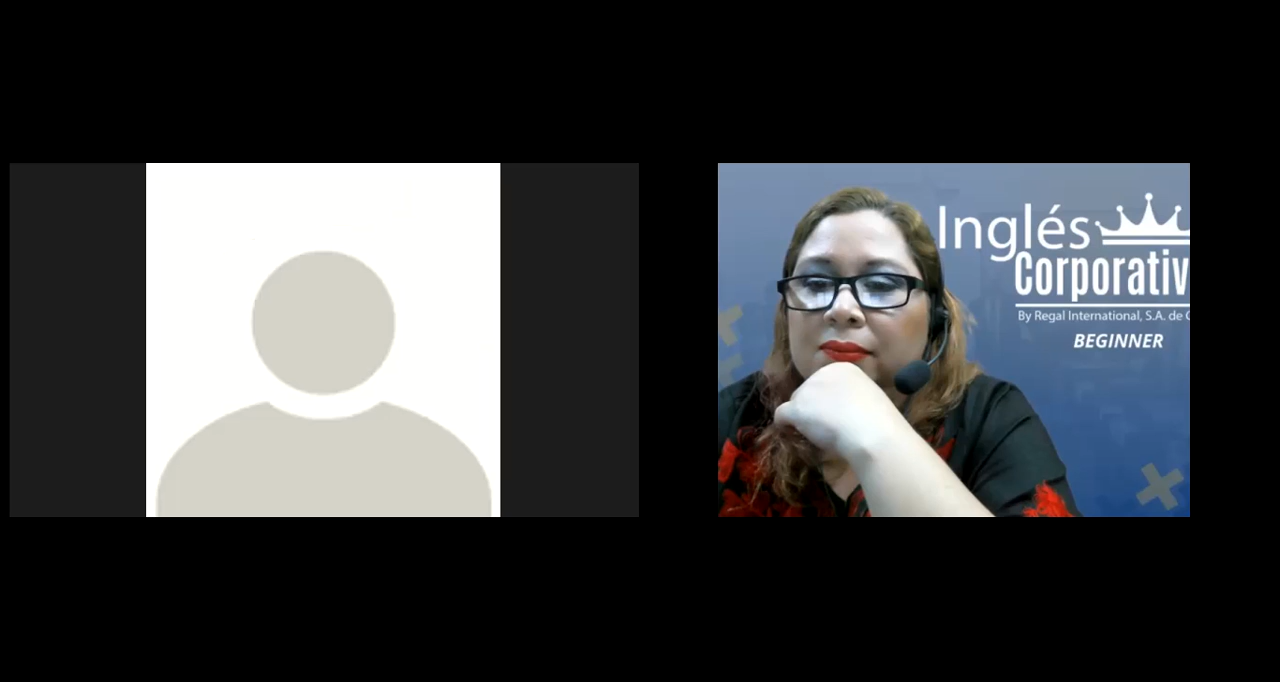 Inglés
Corporativ
By Regal International, S.A. de C
BEGINNER